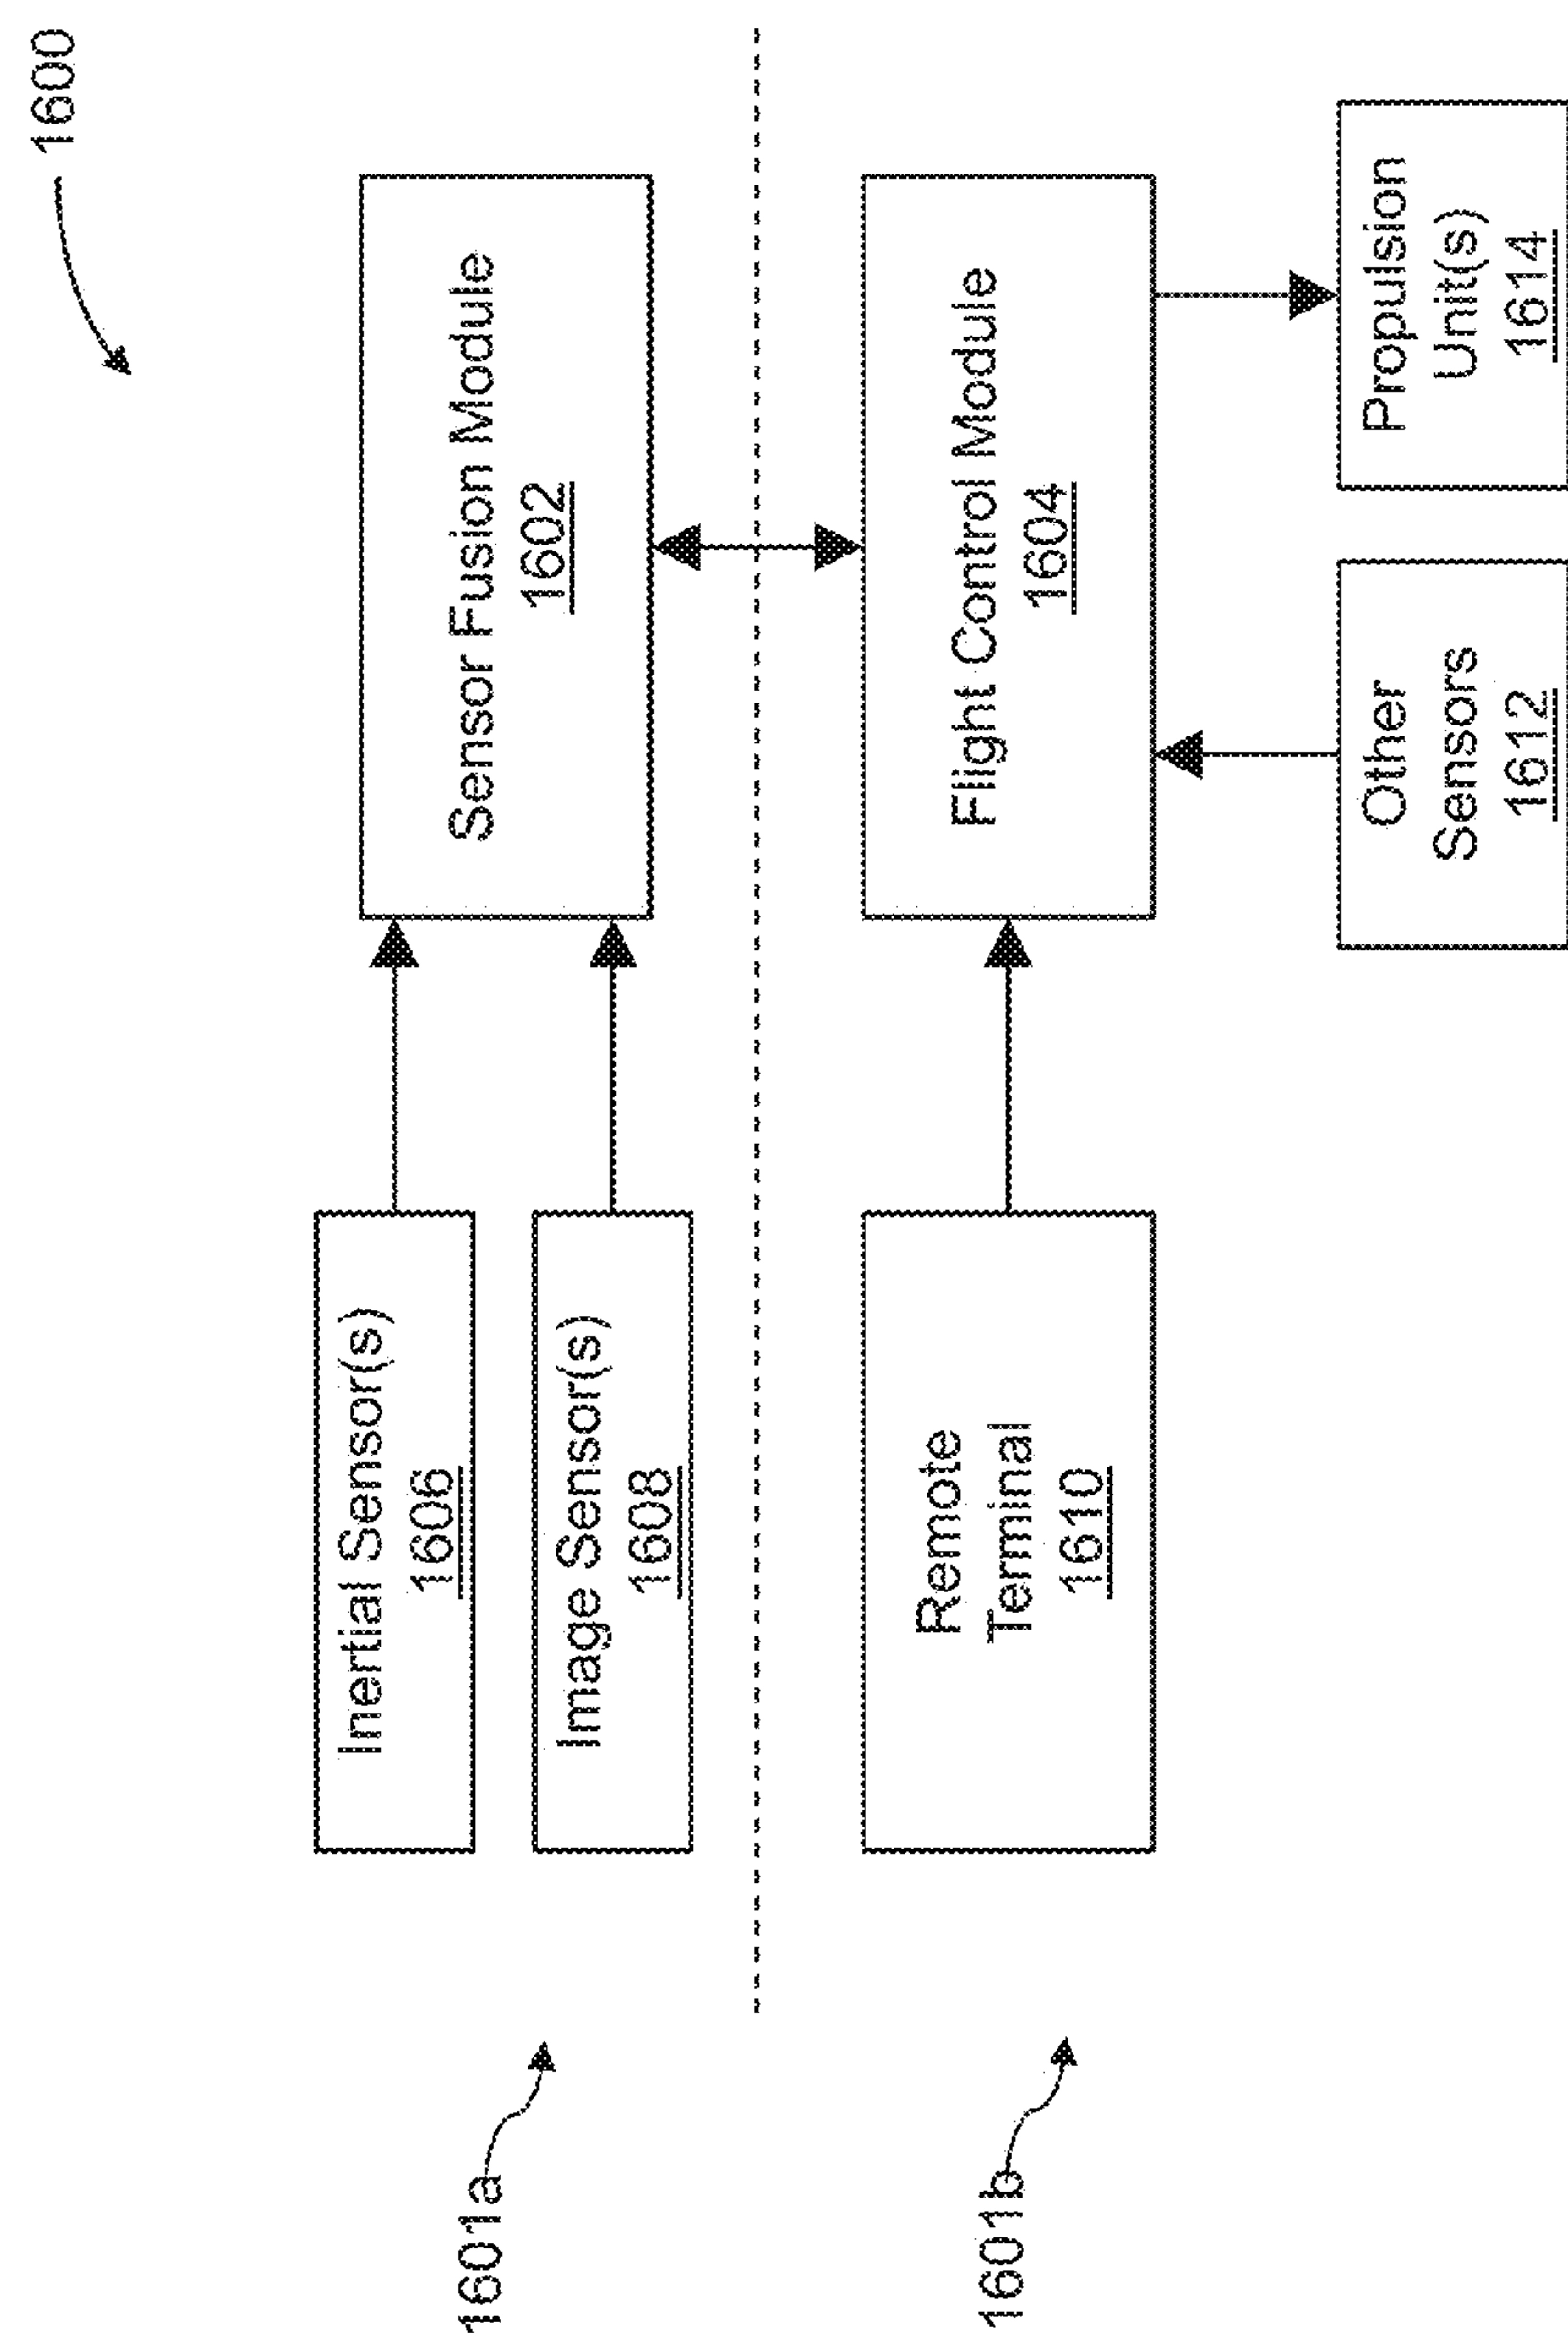 1600
Inertial Sensor(s)
1606
Image Sensor(s)
1608
Sensor Fusion Module
1602
1601a
Remote
Terminal
1610
Flight Control Module
1604
1601b
Other
Sensors
1612
Propulsion
Unit(s)
1614